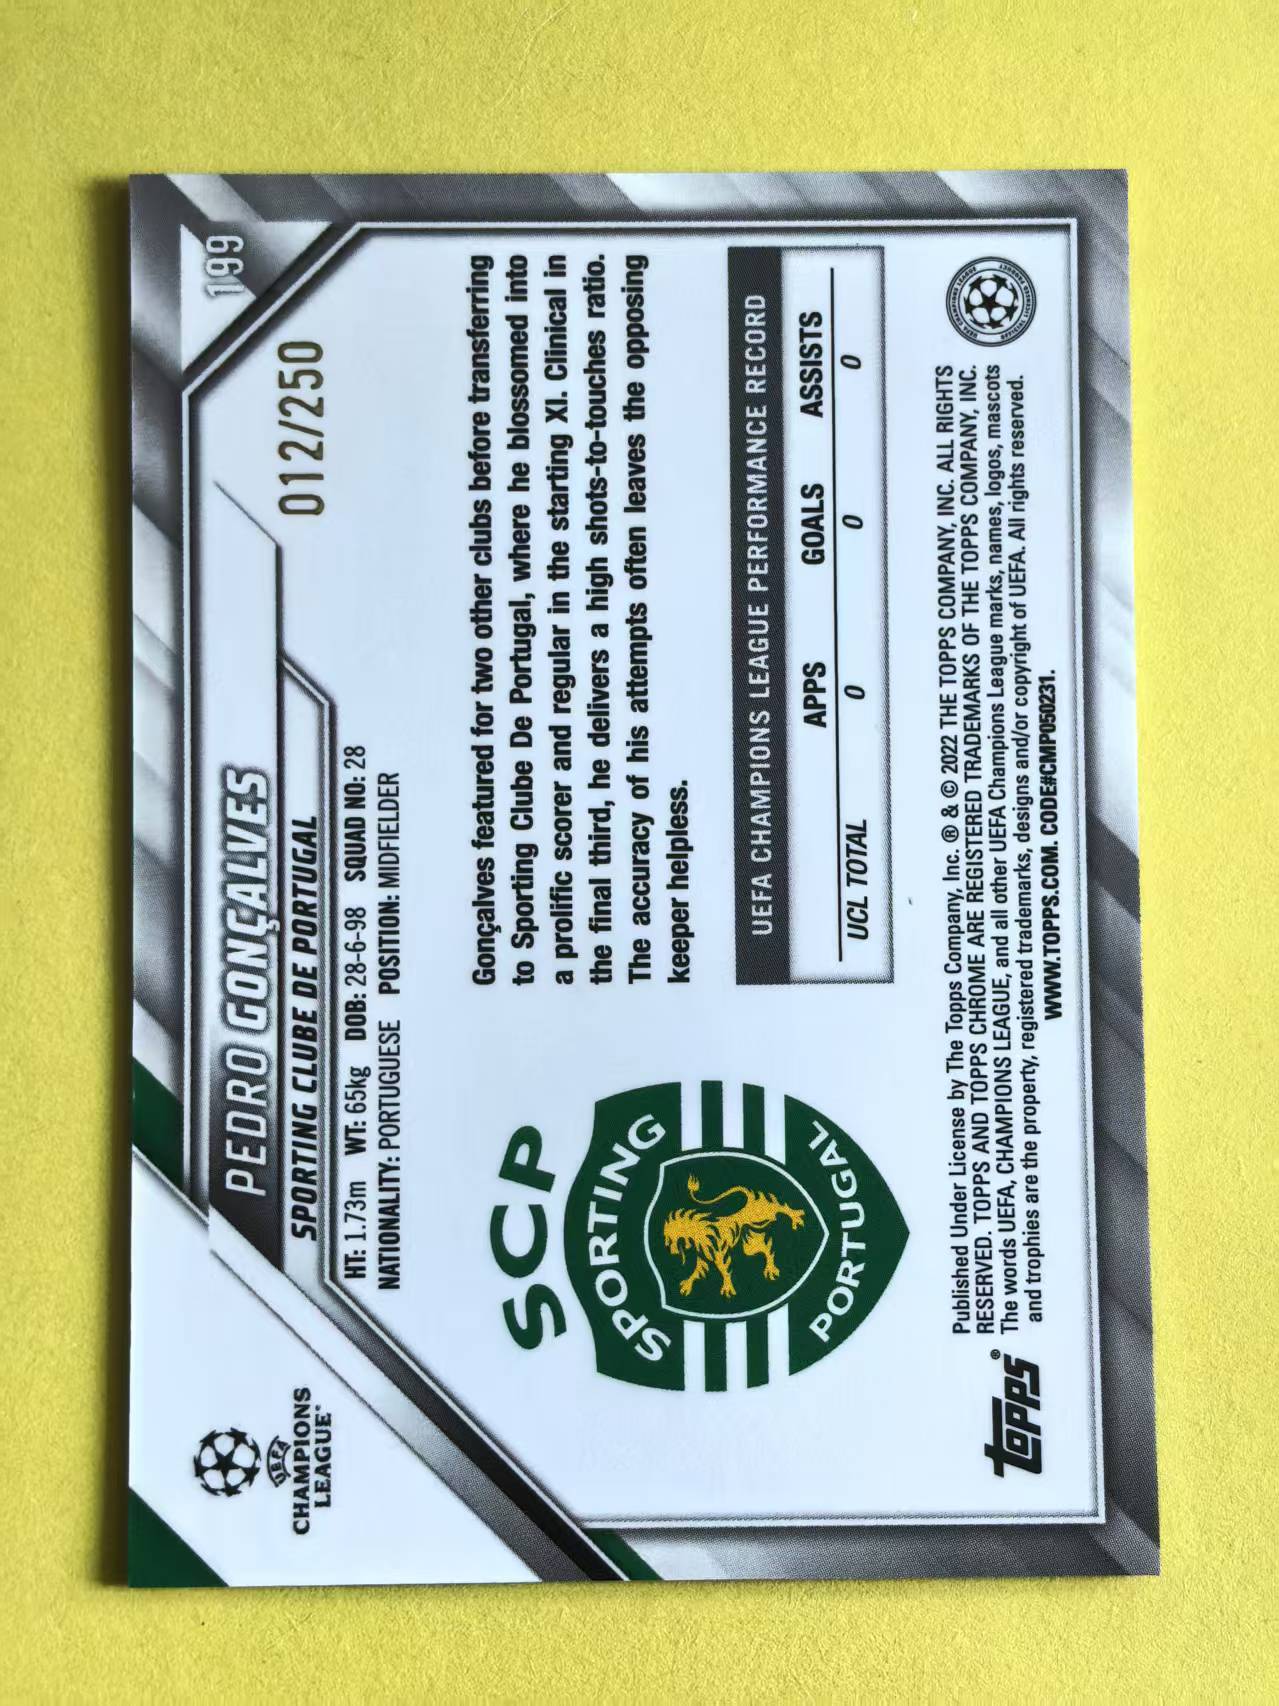 199
012/250
UEFA
CHAMPIONS
LEAGUE
PEDRO GONÇALVES
SPORTING CLUBE DE PORTUGAL
HT: 1.73m WT: 65kg DOB: 28-6-98 SQUAD NO: 28
NATIONALITY: PORTUGUESE POSITION: MIDFIELDER
SCP
SPORTING
PORTUGAL
Gonçalves featured for two other clubs before transferring
to Sporting Clube De Portugal, where he blossomed into
a prolific scorer and regular in the starting XI. Clinical in
the final third, he delivers a high shots-to-touches ratio.
The accuracy of his attempts often leaves the opposing
keeper helpless.
UEFA CHAMPIONS LEAGUE PERFORMANCE RECORD
APPS GOALS ASSISTS
UCL TOTAL 0 0 0
topps®
Published Under License by The Topps Company, Inc. ® & © 2022 THE TOPPS COMPANY, INC. ALL RIGHTS
RESERVED. TOPPS AND TOPPS CHROME ARE REGISTERED TRADEMARKS OF THE TOPPS COMPANY, INC.
The words UEFA, CHAMPIONS LEAGUE, and all other UEFA Champions League marks, names, logos, mascots
and trophies are the property, registered trademarks, designs and/or copyright of UEFA. All rights reserved.
WWW.TOPPS.COM. CODE#CMP050231.